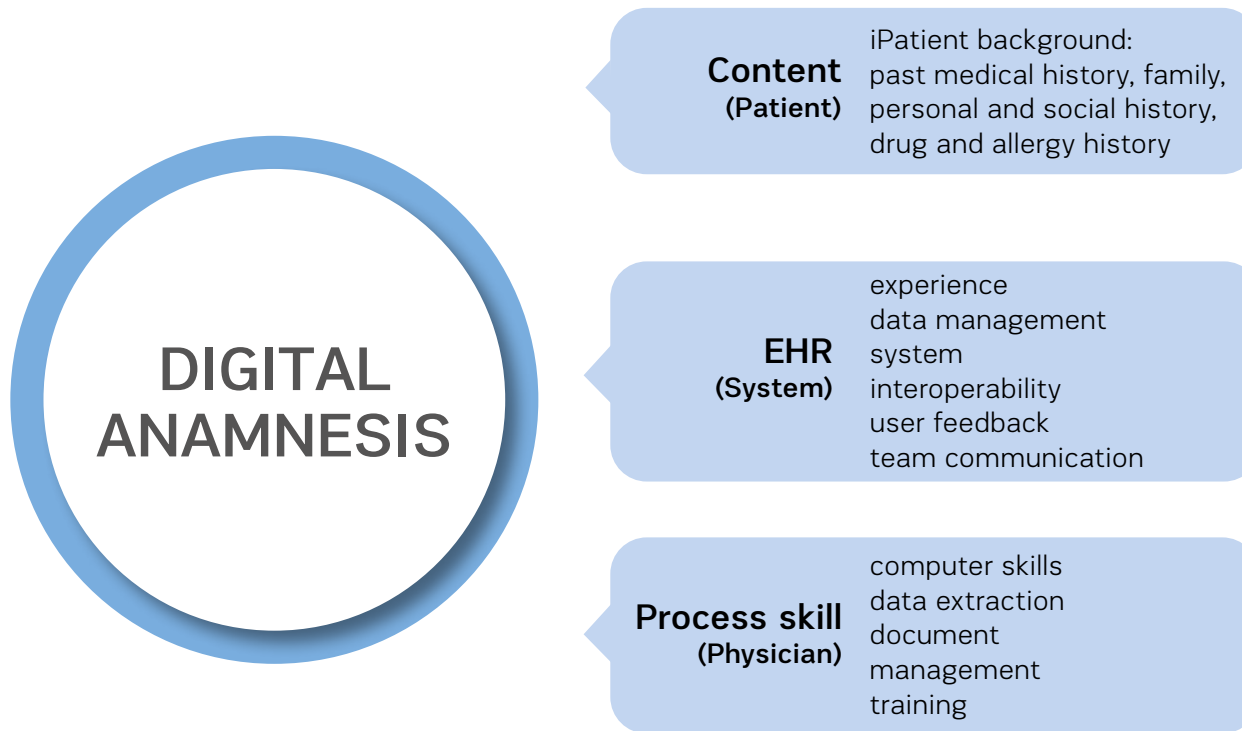 DIGITAL
ANAMNESIS
Content
(Patient)
iPatient background:
past medical history, family,
personal and social history,
drug and allergy history
EHR
(System)
experience
data management
system
interoperability
user feedback
team communication
Process skill
(Physician)
computer skills
data extraction
document
management
training